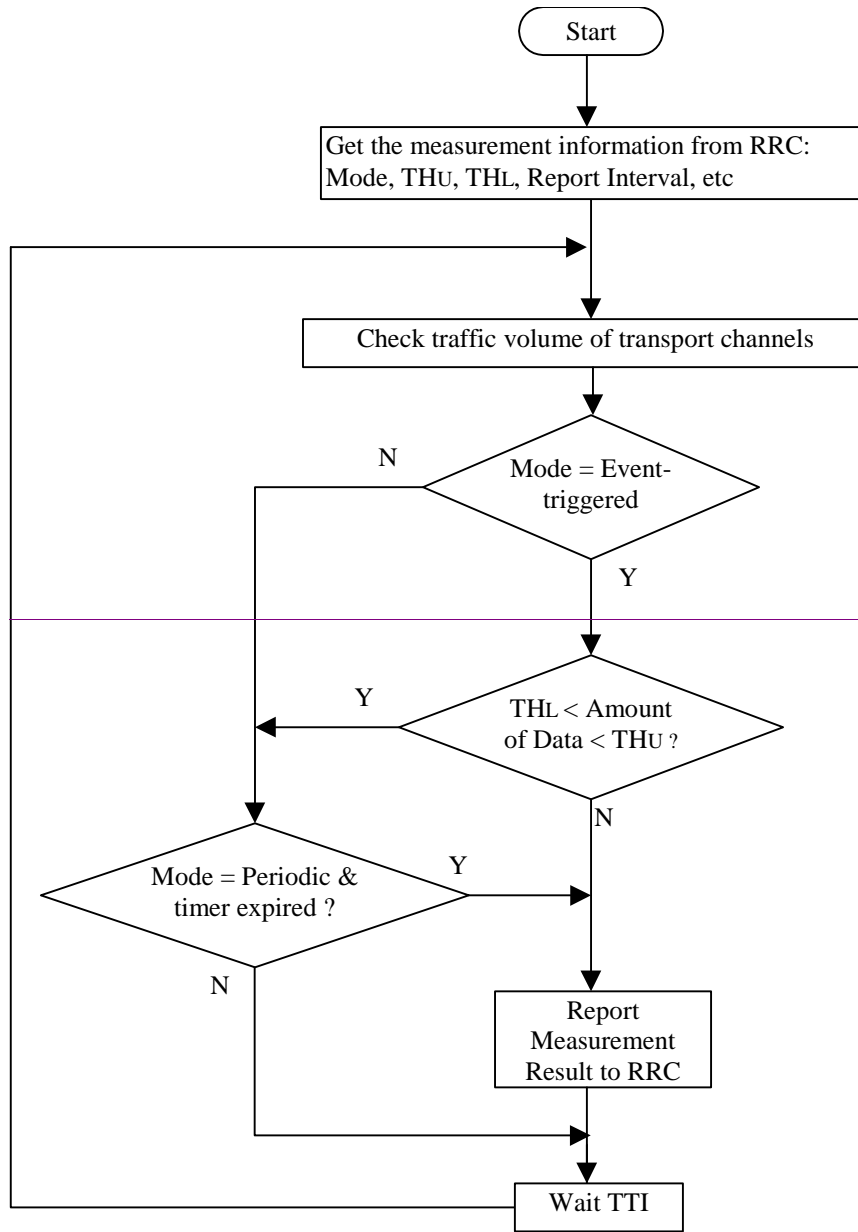 Start
Get the measurement information from RRC:
Mode, THU, THL, Report Interval, etc
Check traffic volume of transport channels
N
Mode = Event-
triggered
Y
Y
THL < Amount
of Data < THU ?
N
Mode = Periodic &
timer expired ?
Y
N
Report
Measurement
Result to RRC
Wait TTI